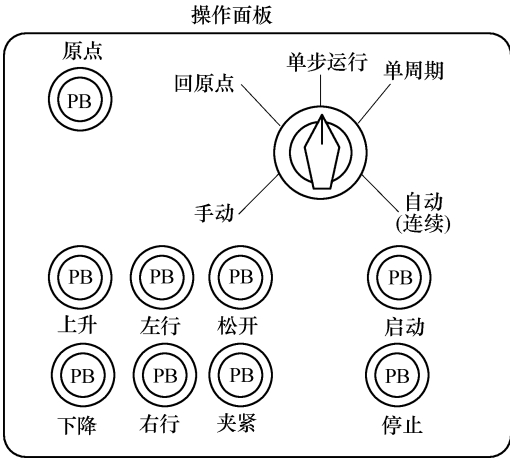 操作面板
原点
PB
回原点
单步运行
单周期
手动
自动
(连续)
PB PB PB PB
上升 左行 松开 启动
PB PB PB PB
下降 右行 夹紧 停止